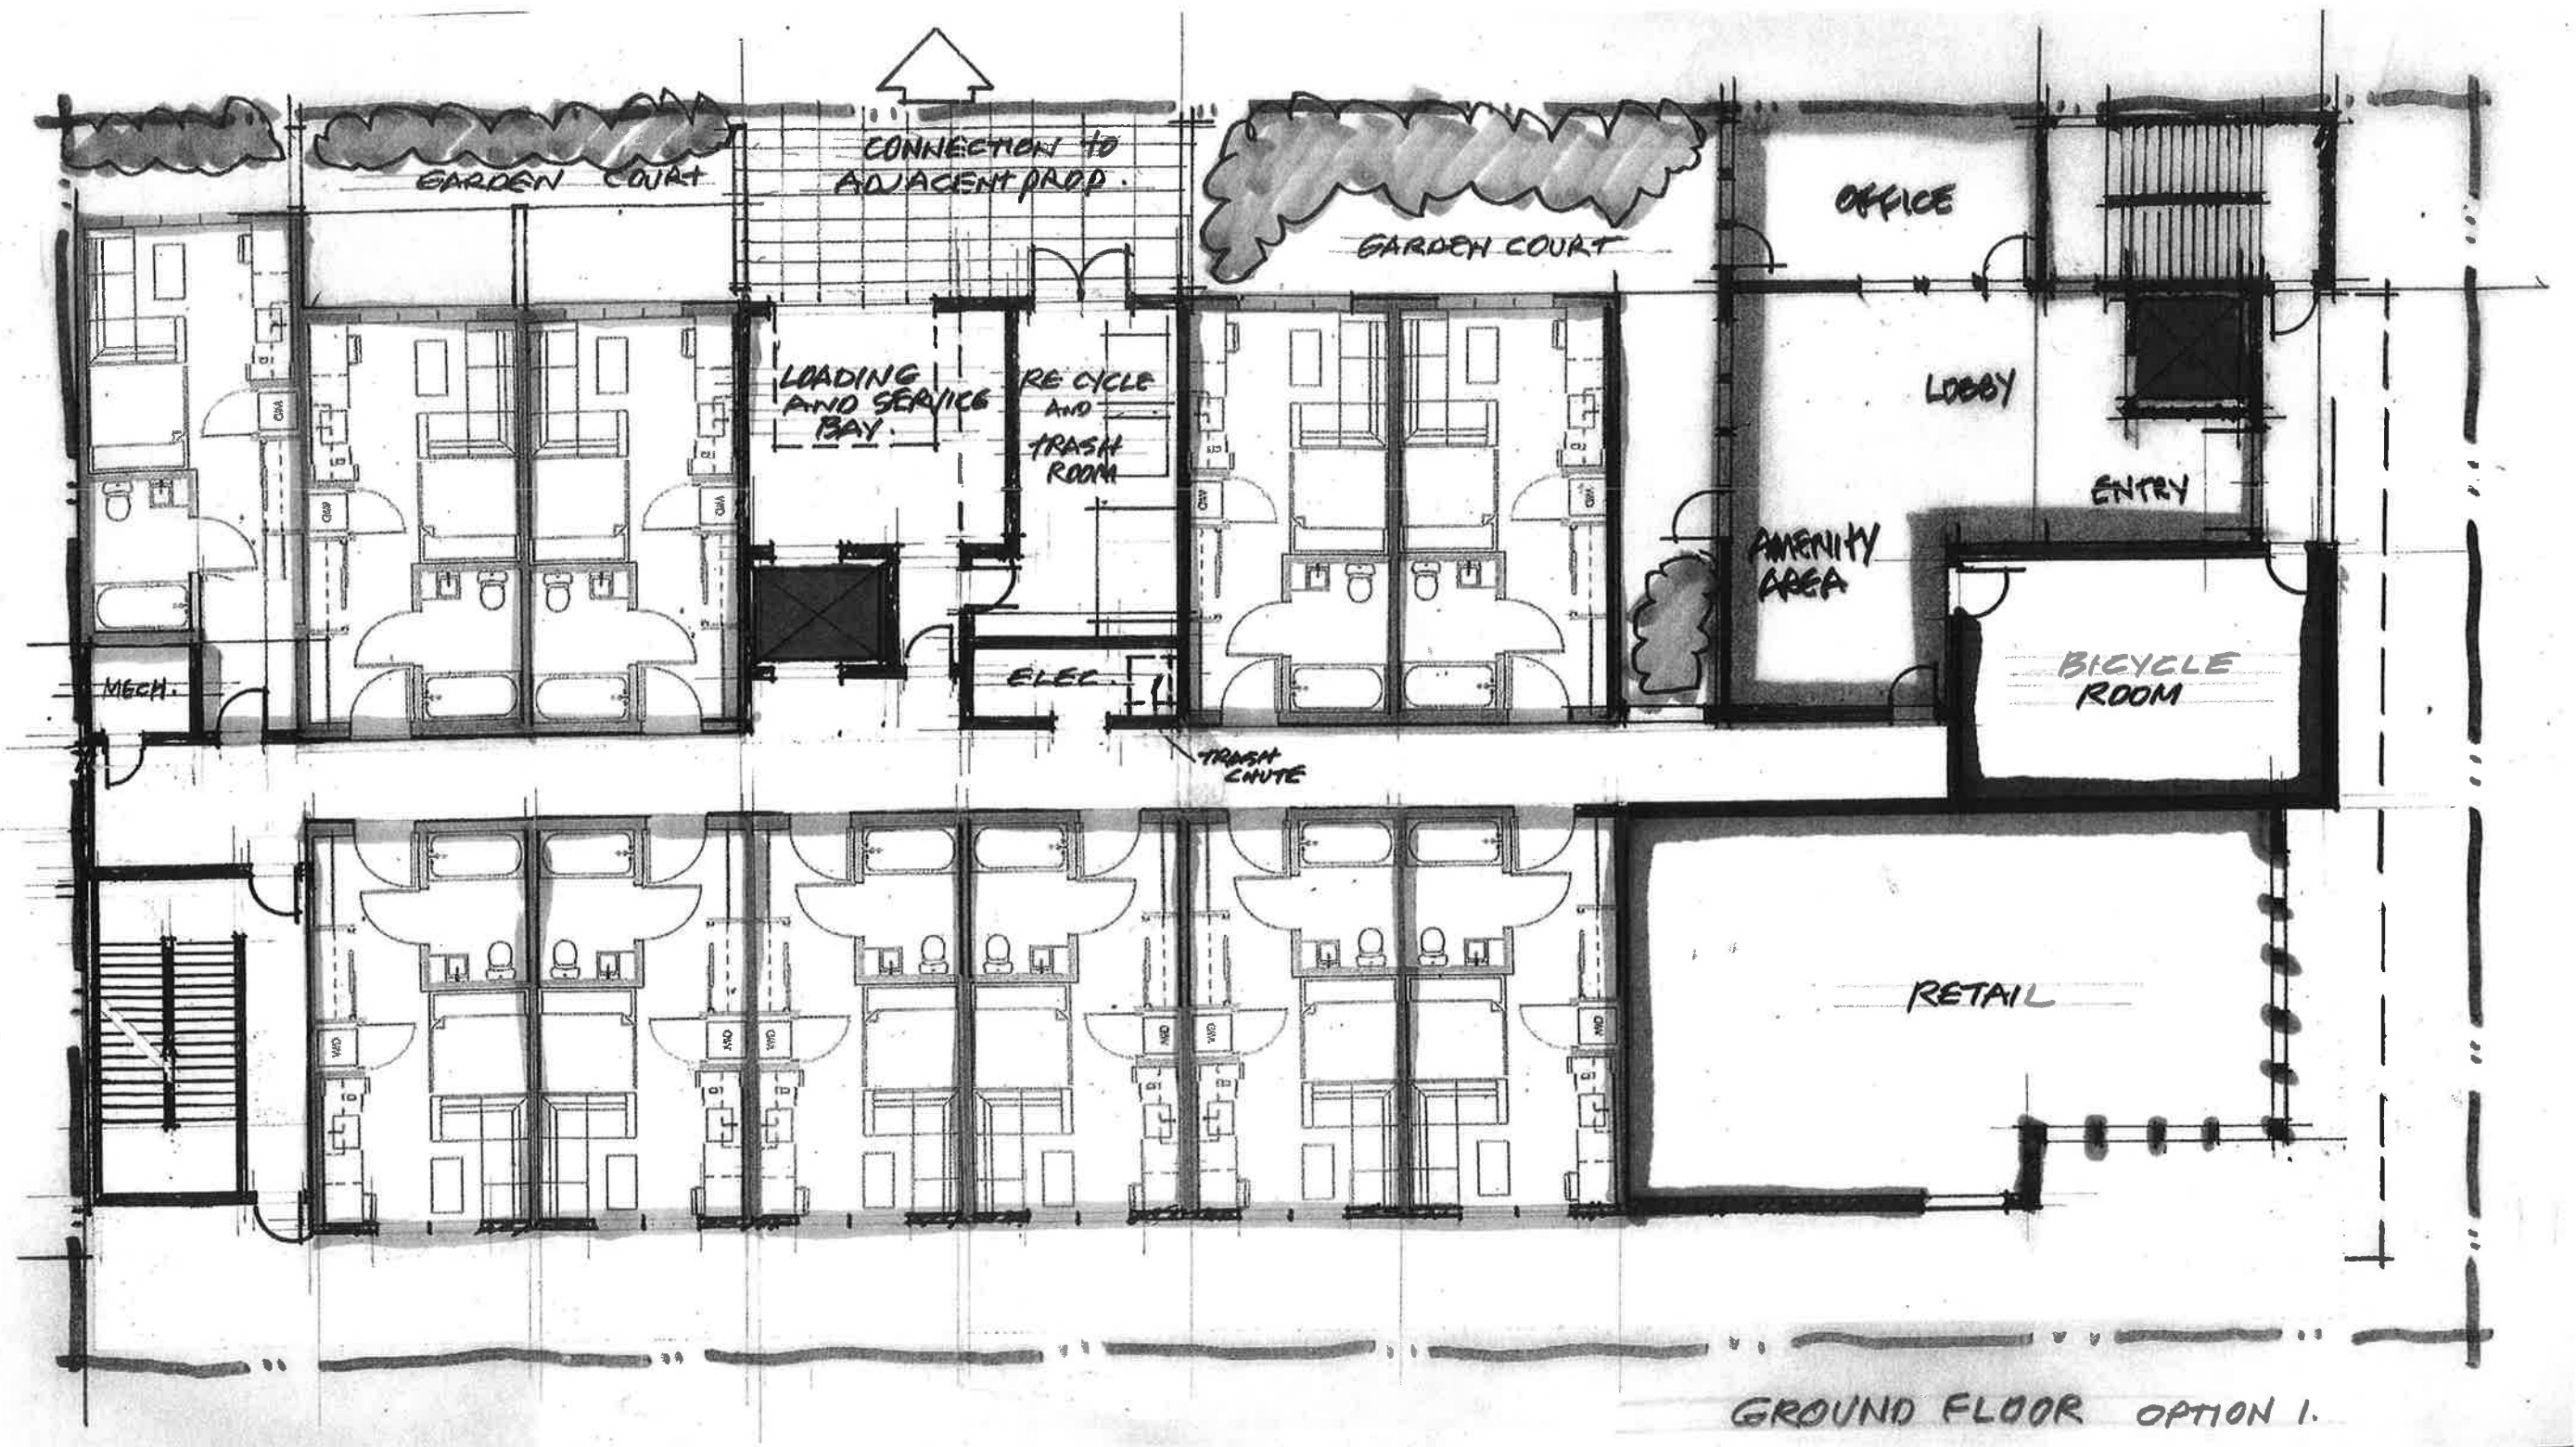 CONNECTION TO
ADJACENT PROP.
GARDEN COURT
GARDEN COURT
OFFICE
LOADING
AND SERVICE
BAY.
RE CYCLE
AND
TRASH
ROOM
LOBBY
ENTRY
AMENITY
AREA
MECH.
ELEC.
BICYCLE
ROOM
TRASH
CHUTE
RETAIL
GROUND FLOOR OPTION 1.